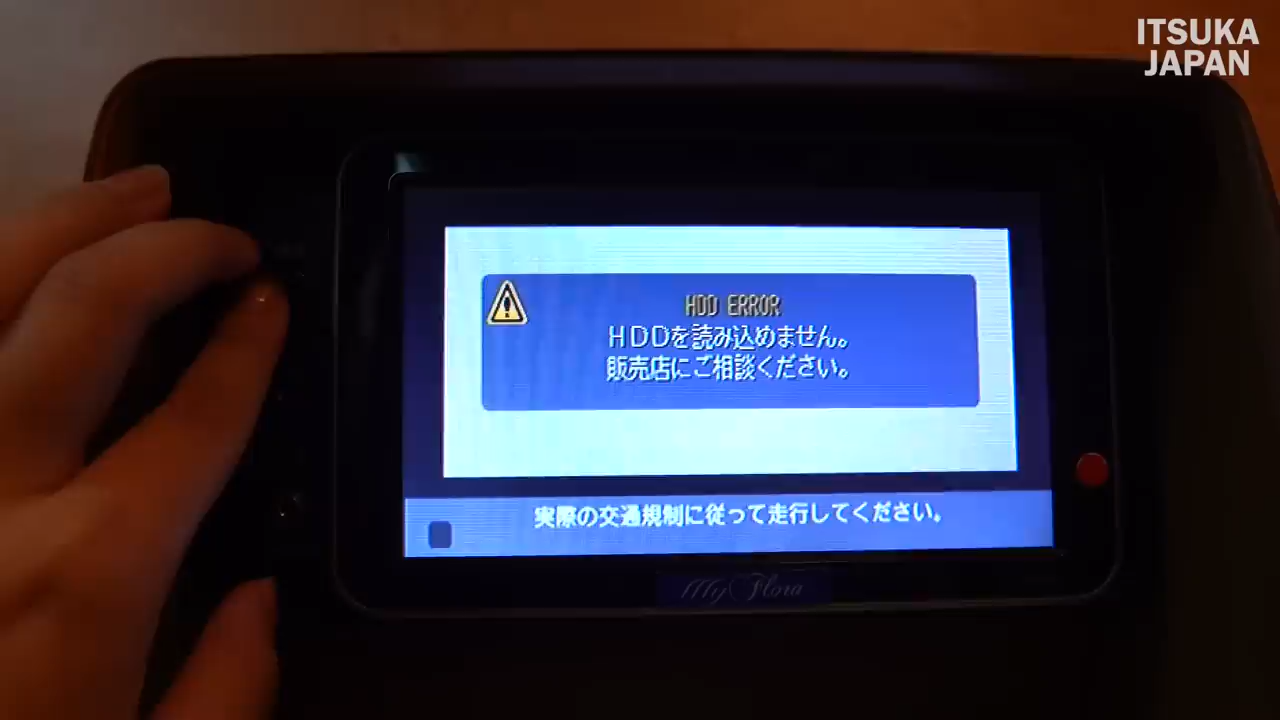 ITSUKA
JAPAN
HDD ERROR
HDDを読み込めません。
販売店にご相談ください。
実際の交通規制に従って走行してください。
My Flora